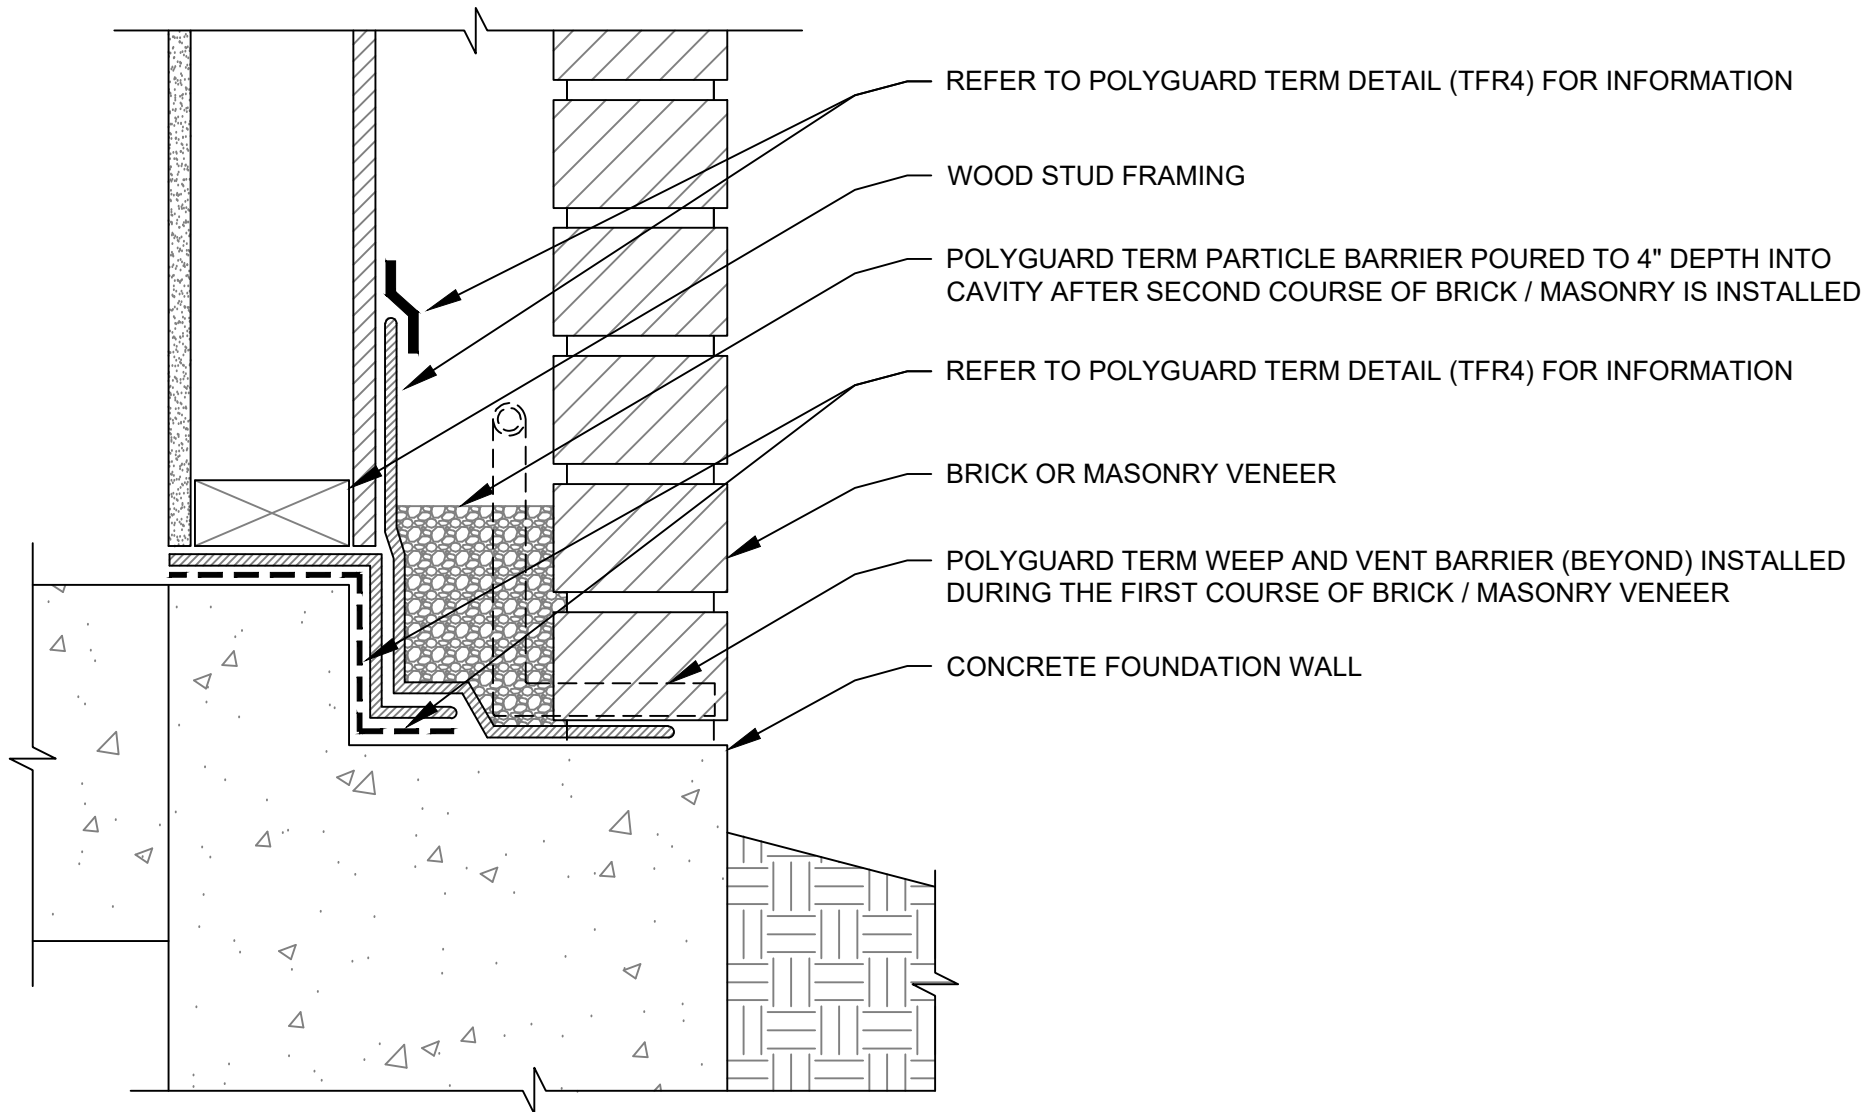 REFER TO POLYGUARD TERM DETAIL (TFR4) FOR INFORMATION
WOOD STUD FRAMING
POLYGUARD TERM PARTICLE BARRIER POURED TO 4" DEPTH INTO
CAVITY AFTER SECOND COURSE OF BRICK / MASONRY IS INSTALLED
REFER TO POLYGUARD TERM DETAIL (TFR4) FOR INFORMATION
BRICK OR MASONRY VENEER
POLYGUARD TERM WEEP AND VENT BARRIER (BEYOND) INSTALLED
DURING THE FIRST COURSE OF BRICK / MASONRY VENEER
CONCRETE FOUNDATION WALL